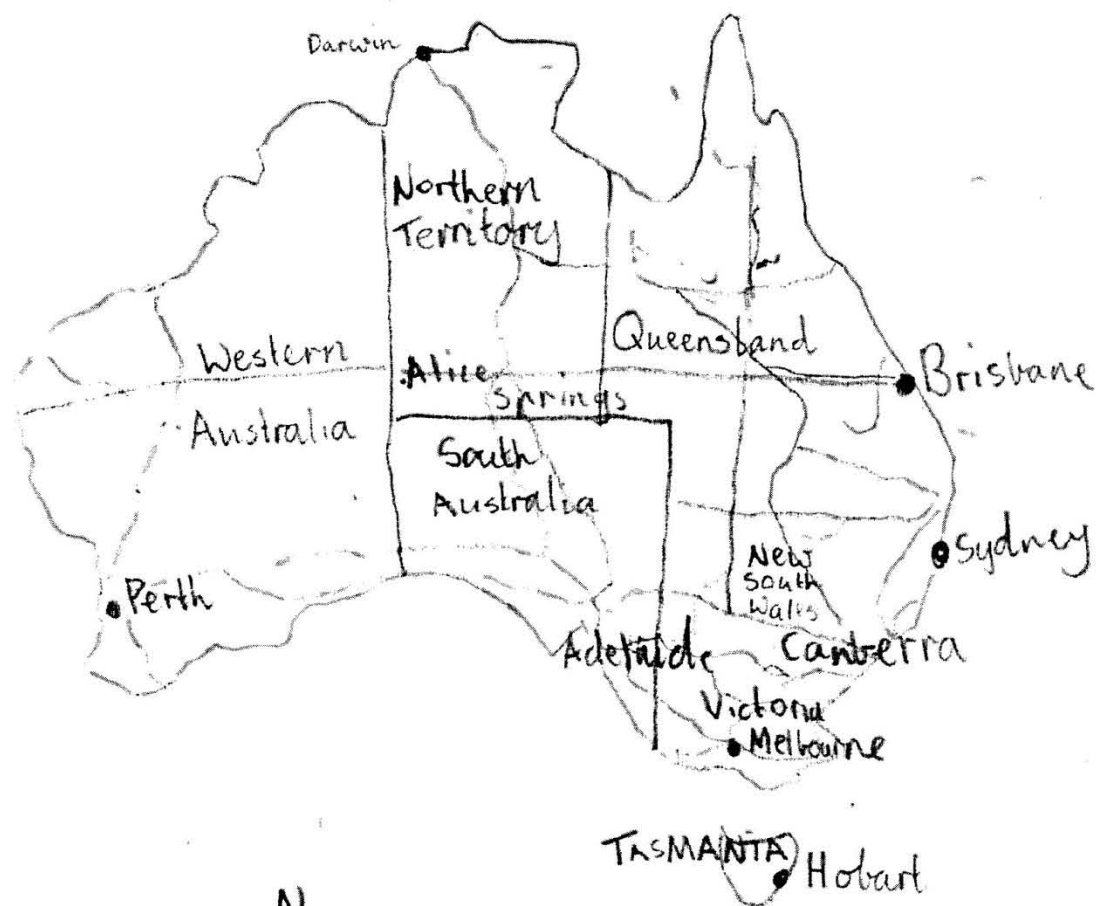 Darwin
Northern
Territory
Queensland
Western
Alice
Springs
Brisbane
Australia
South
Australia
Sydney
New
South
Wales
Perth
Adelaide
Canberra
Victoria
Melbourne
TASMANIA
Hobart
N